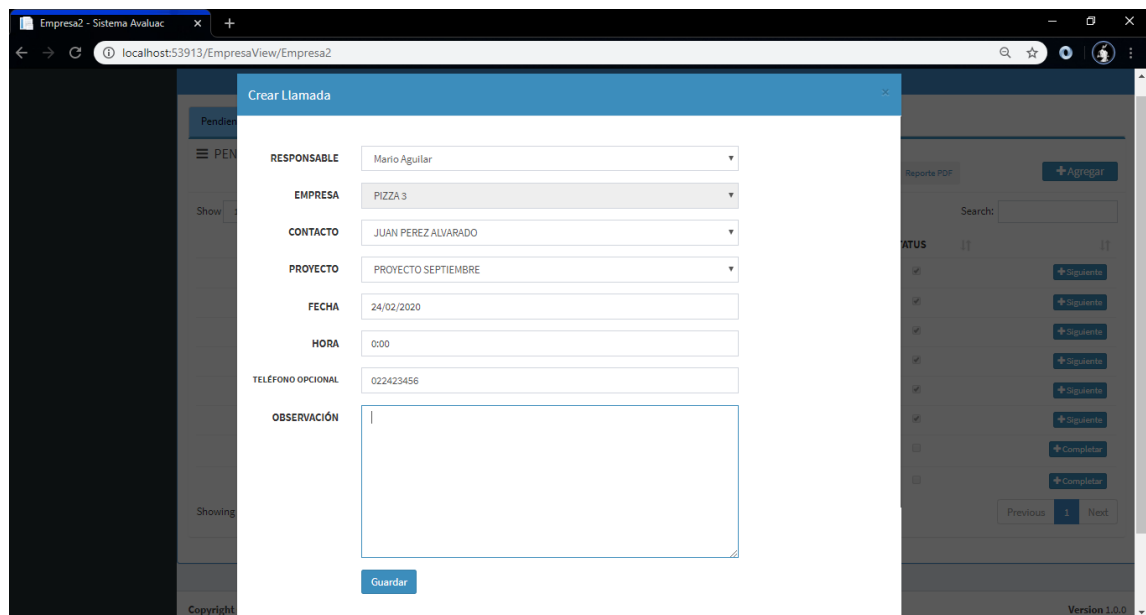 Empresa2 - Sistema Avaluac
localhost:53913/EmpresaView/Empresa2
Crear Llamada
Pendien
PEN
Reporte PDF
Agregar
RESPONSABLE Mario Aguilar
EMPRESA PIZZA 3
Show Search:
CONTACTO JUAN PEREZ ALVARADO
ATUS
PROYECTO PROYECTO SEPTIEMBRE
Siguiente
FECHA 24/02/2020
Siguiente
Siguiente
HORA 0:00
Siguiente
TELÉFONO OPCIONAL 022423456
Siguiente
OBSERVACIÓN
Siguiente
Completar
Completar
Showing Previous 1 Next
Guardar
Copyright Version 1.0.0